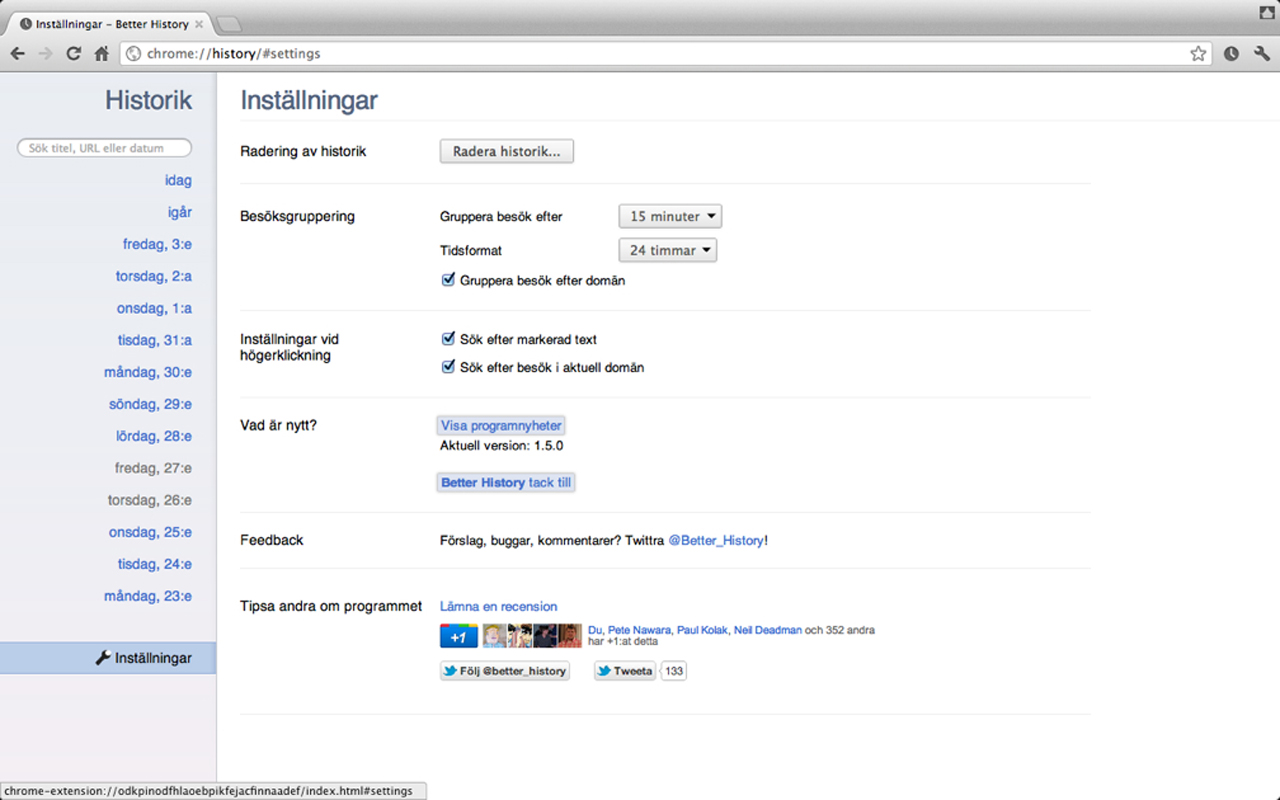 Inställningar – Better History
chrome://history/#settings
Historik
Sök titel, URL eller datum
idag
igår
fredag, 3:e
torsdag, 2:a
onsdag, 1:a
tisdag, 31:a
måndag, 30:e
söndag, 29:e
lördag, 28:e
fredag, 27:e
torsdag, 26:e
onsdag, 25:e
tisdag, 24:e
måndag, 23:e
Inställningar
Inställningar
Radering av historik
Radera historik...
Besöksgruppering
Gruppera besök efter
15 minuter
Tidsformat
24 timmar
Gruppera besök efter domän
Inställningar vid
högerklickning
Sök efter markerad text
Sök efter besök i aktuell domän
Vad är nytt?
Visa programnyheter
Aktuell version: 1.5.0
Better History tack till
Feedback
Förslag, buggar, kommentarer? Twittra @Better_History!
Tipsa andra om programmet
Lämna en recension
+1
Du, Pete Nawara, Paul Kolak, Neil Deadman och 352 andra
har +1:at detta
Följ @better_history
Tweeta
133
chrome-extension://odkpinodfhlaoebpikfejacfinnaadef/index.html#settings